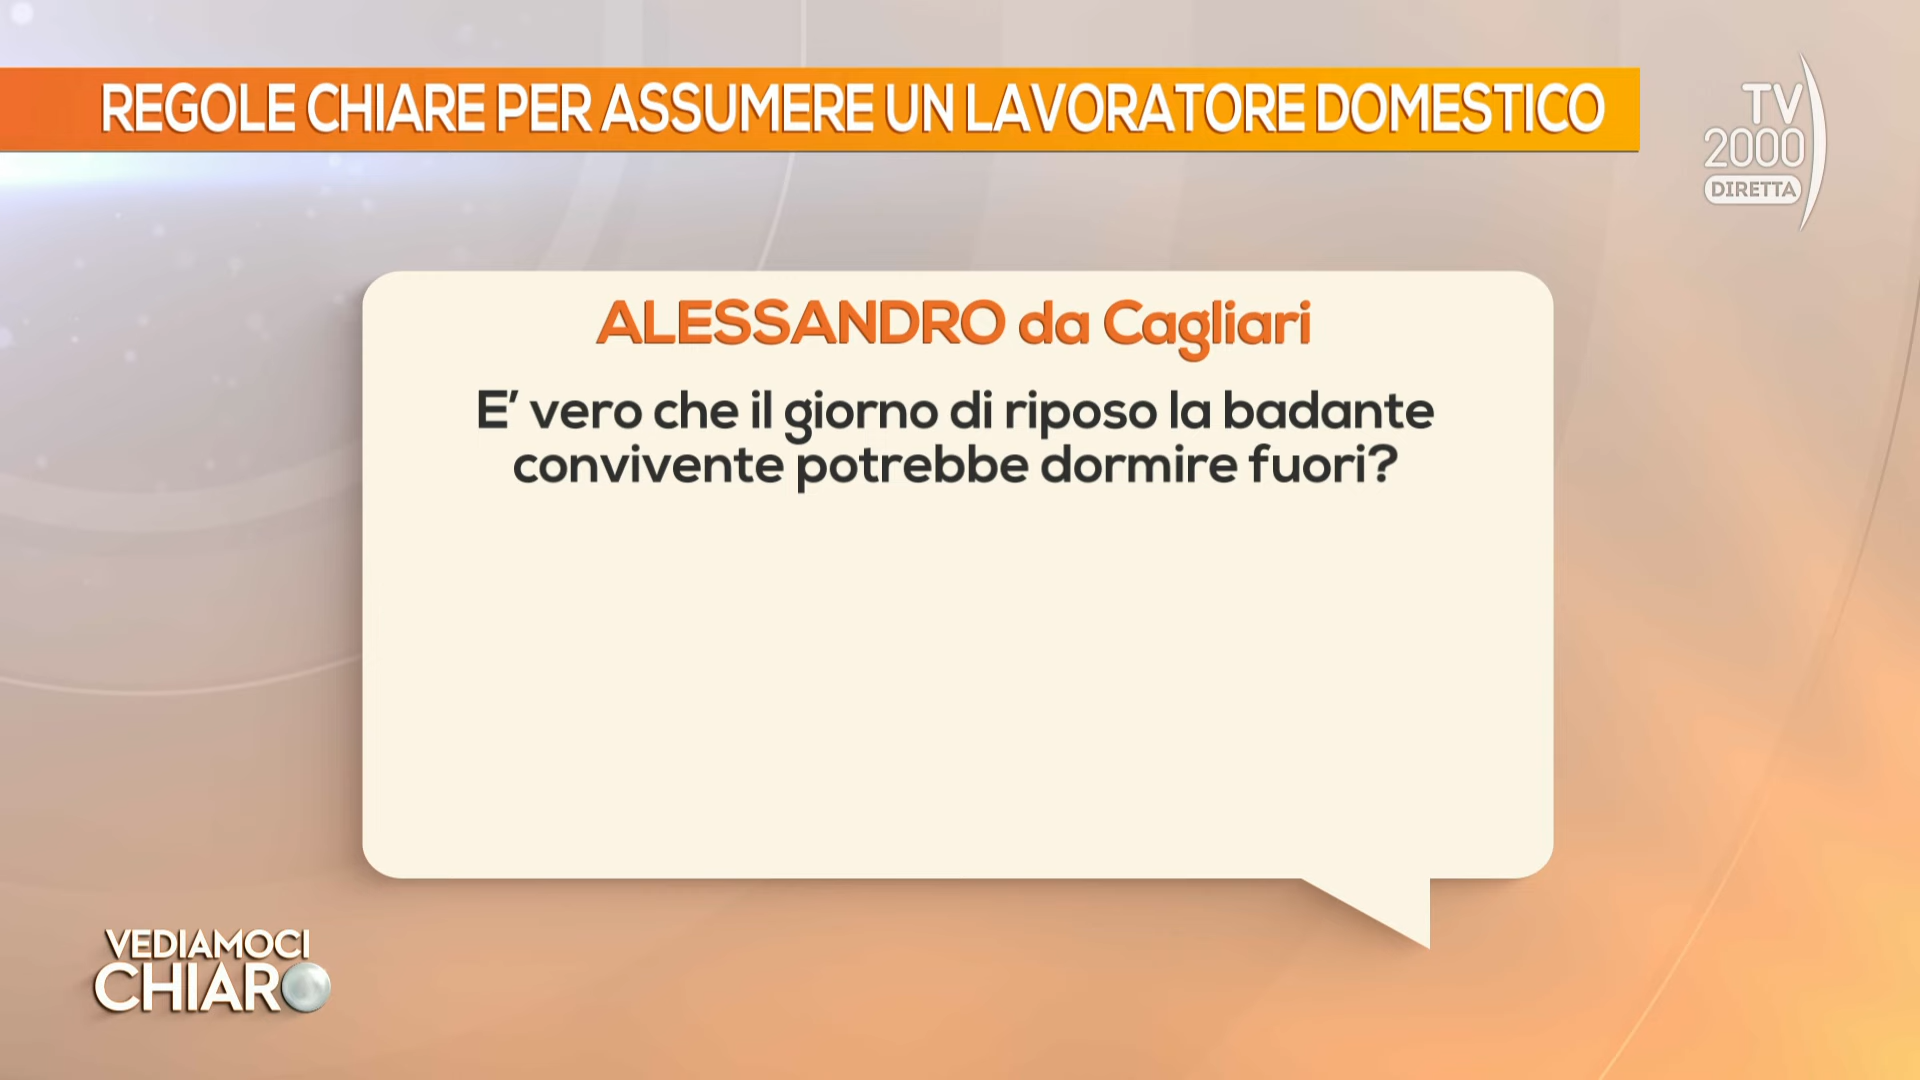 REGOLE CHIARE PER ASSUMERE UN LAVORATORE DOMESTICO
TV
2000
DIRETTA
ALESSANDRO da Cagliari
E' vero che il giorno di riposo la badante
convivente potrebbe dormire fuori?
VEDIAMOCI
CHIARO